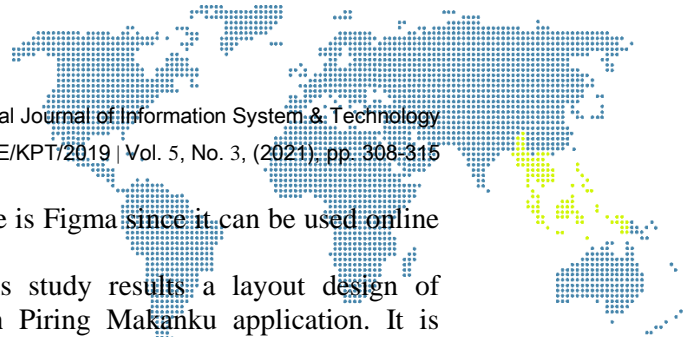 al Journal of Information System & Technology
E/KPT/2019 | Vol. 5, No. 3, (2021), pp. 308-315
e is Figma since it can be used online
s study results a layout design of
n Piring Makanku application. It is